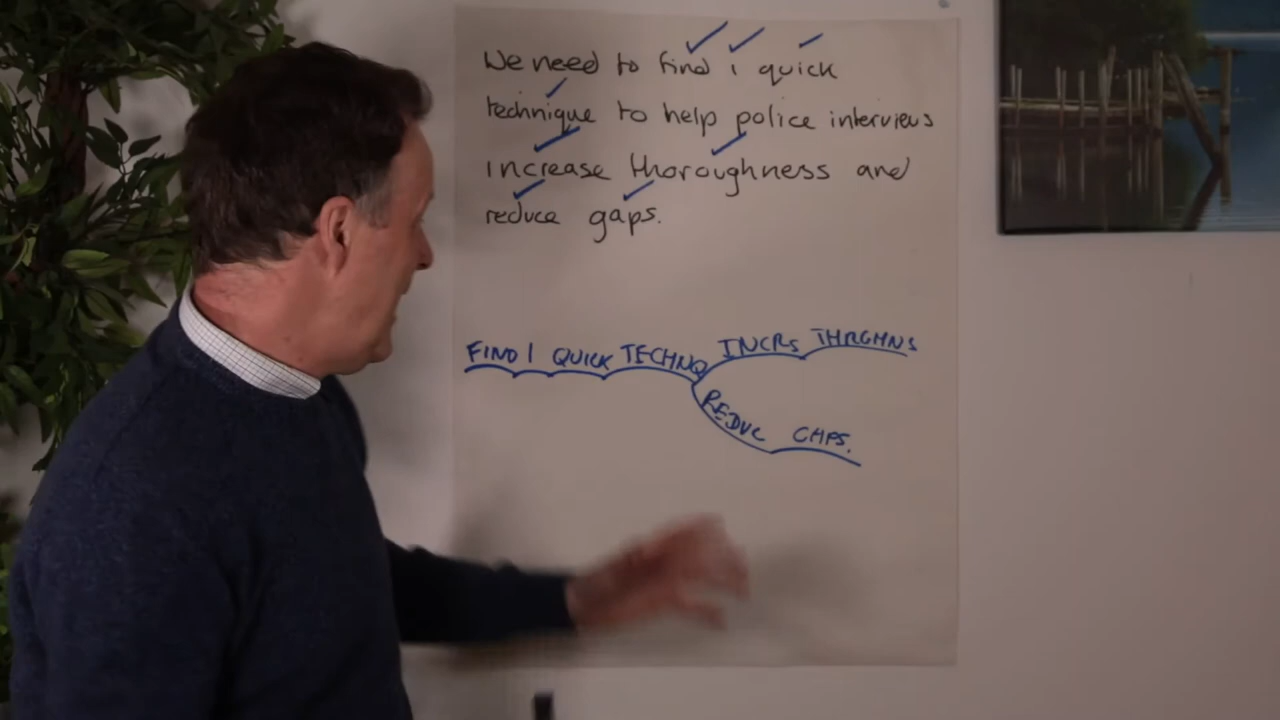 We need to find 1 quick
technique to help police interviews
increase thoroughness and
reduce gaps.
FIND 1 QUICK TECHNQ
INCRS THRGHNS
REDUC GAPS.